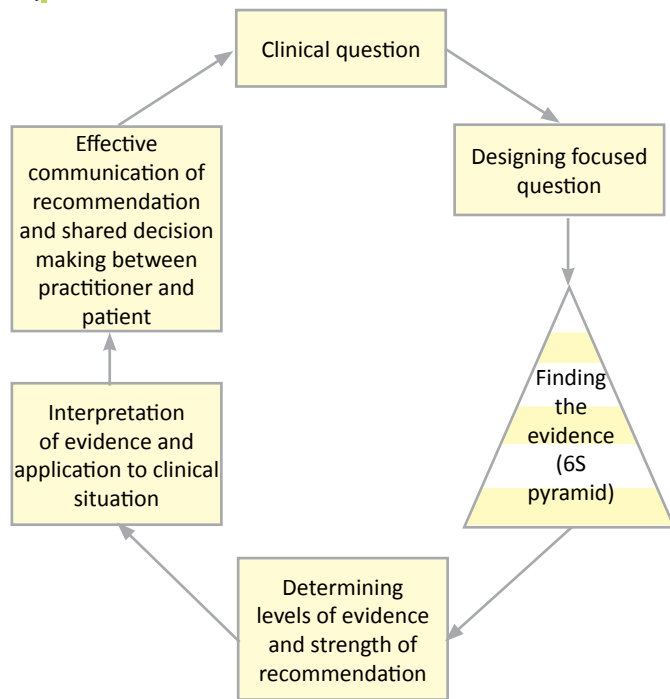 Clinical question
Designing focused
question
Finding
the
evidence
(6S
pyramid)
Determining
levels of evidence
and strength of
recommendation
Interpretation
of evidence and
application to clinical
situation
Effective
communication of
recommendation
and shared decision
making between
practitioner and
patient